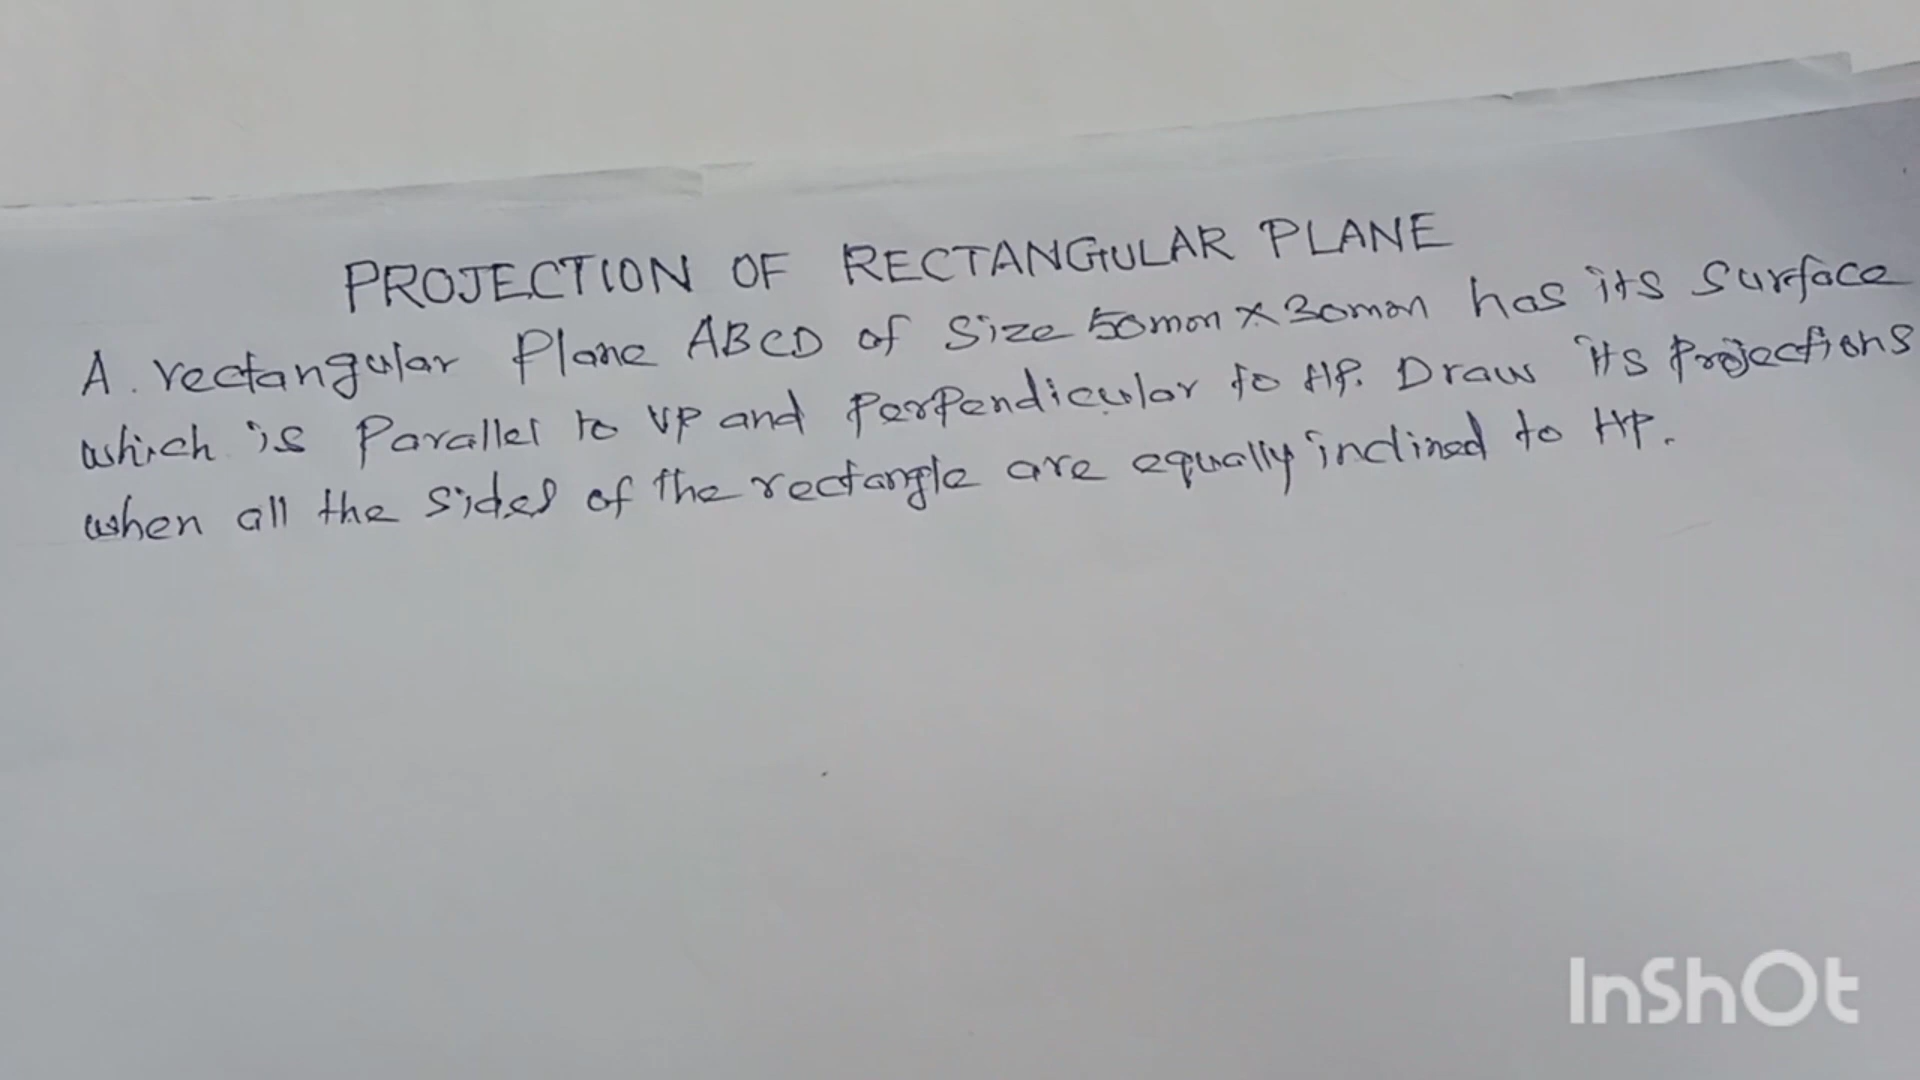 PROJECTION OF RECTANGULAR PLANE
A. rectangular Plane ABCD of Size 50mm x 30mm has its surface
which is Parallel to VP and Perpendicular to HP. Draw its Projections
when all the sides of the rectangle are equally inclined to HP.
InShOt